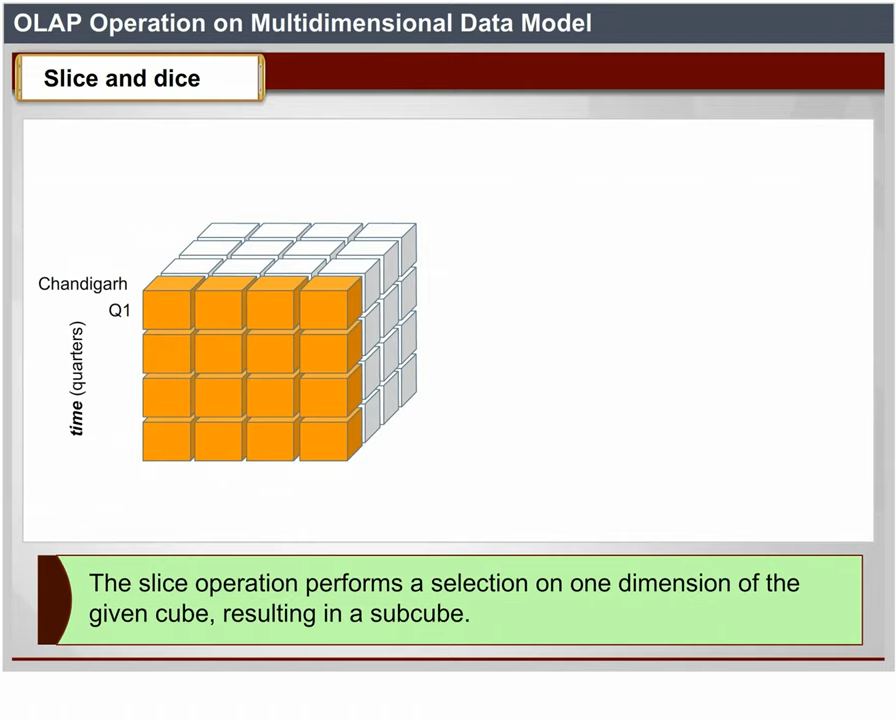 OLAP Operation on Multidimensional Data Model
Slice and dice
Chandigarh
Q1
time (quarters)
The slice operation performs a selection on one dimension of the
given cube, resulting in a subcube.